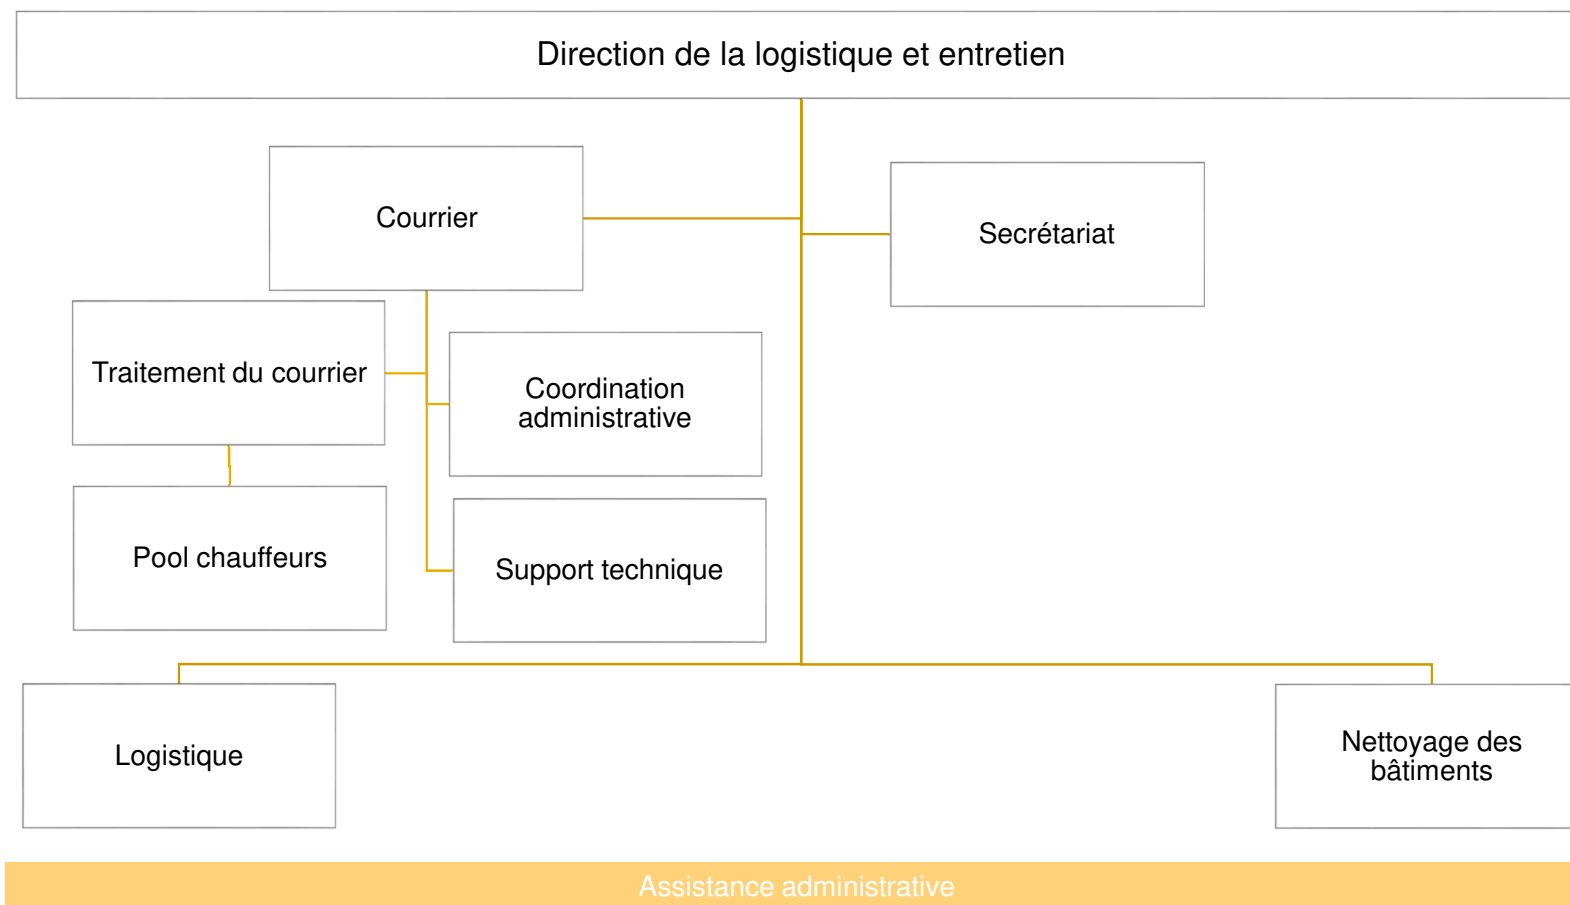 Direction de la logistique et entretien
Courrier
Secrétariat
Traitement du courrier
Coordination
administrative
Pool chauffeurs
Support technique
Logistique
Nettoyage des
bâtiments
Assistance administrative